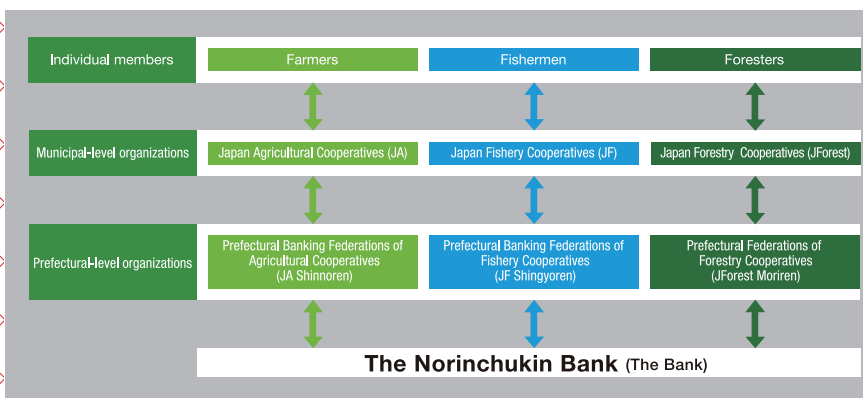 Individual members
Farmers
Fishermen
Foresters
Municipal-level organizations
Japan Agricultural Cooperatives (JA)
Japan Fishery Cooperatives (JF)
Japan Forestry Cooperatives (JForest)
Prefectural-level organizations
Prefectural Banking Federations of
Agricultural Cooperatives
(JA Shinnoren)
Prefectural Banking Federations of
Fishery Cooperatives
(JF Shingyoren)
Prefectural Federations of
Forestry Cooperatives
(JForest Moriren)
The Norinchukin Bank (The Bank)